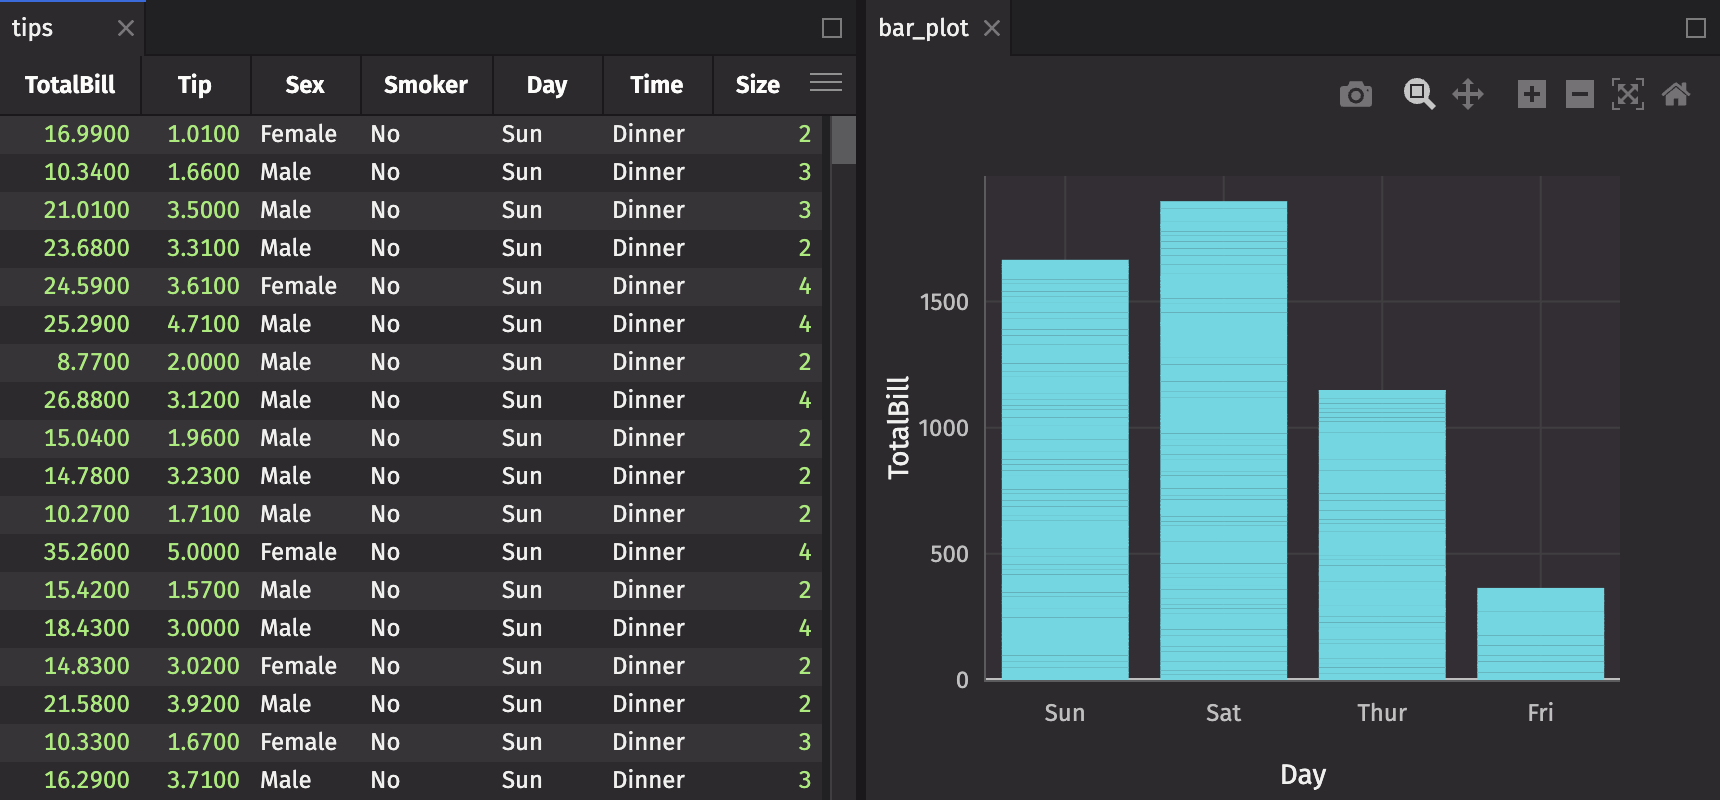 tips
TotalBill Tip Sex Smoker Day Time Size
16.9900 1.0100 Female No Sun Dinner 2
10.3400 1.6600 Male No Sun Dinner 3
21.0100 3.5000 Male No Sun Dinner 3
23.6800 3.3100 Male No Sun Dinner 2
24.5900 3.6100 Female No Sun Dinner 4
25.2900 4.7100 Male No Sun Dinner 4
8.7700 2.0000 Male No Sun Dinner 2
26.8800 3.1200 Male No Sun Dinner 4
15.0400 1.9600 Male No Sun Dinner 2
14.7800 3.2300 Male No Sun Dinner 2
10.2700 1.7100 Male No Sun Dinner 2
35.2600 5.0000 Female No Sun Dinner 4
15.4200 1.5700 Male No Sun Dinner 2
18.4300 3.0000 Male No Sun Dinner 4
14.8300 3.0200 Female No Sun Dinner 2
21.5800 3.9200 Male No Sun Dinner 2
10.3300 1.6700 Female No Sun Dinner 3
16.2900 3.7100 Male No Sun Dinner 3
bar_plot
TotalBill
1500
1000
500
0
Sun Sat Thur Fri
Day